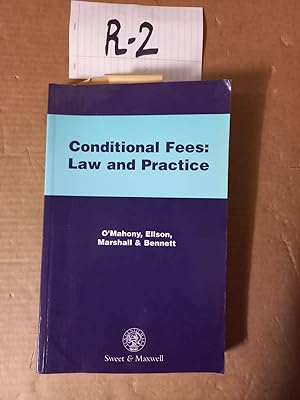 R-2
Conditional Fees:
Law and Practice
O'Mahony, Ellson,
Marshall & Bennett
Sweet & Maxwell